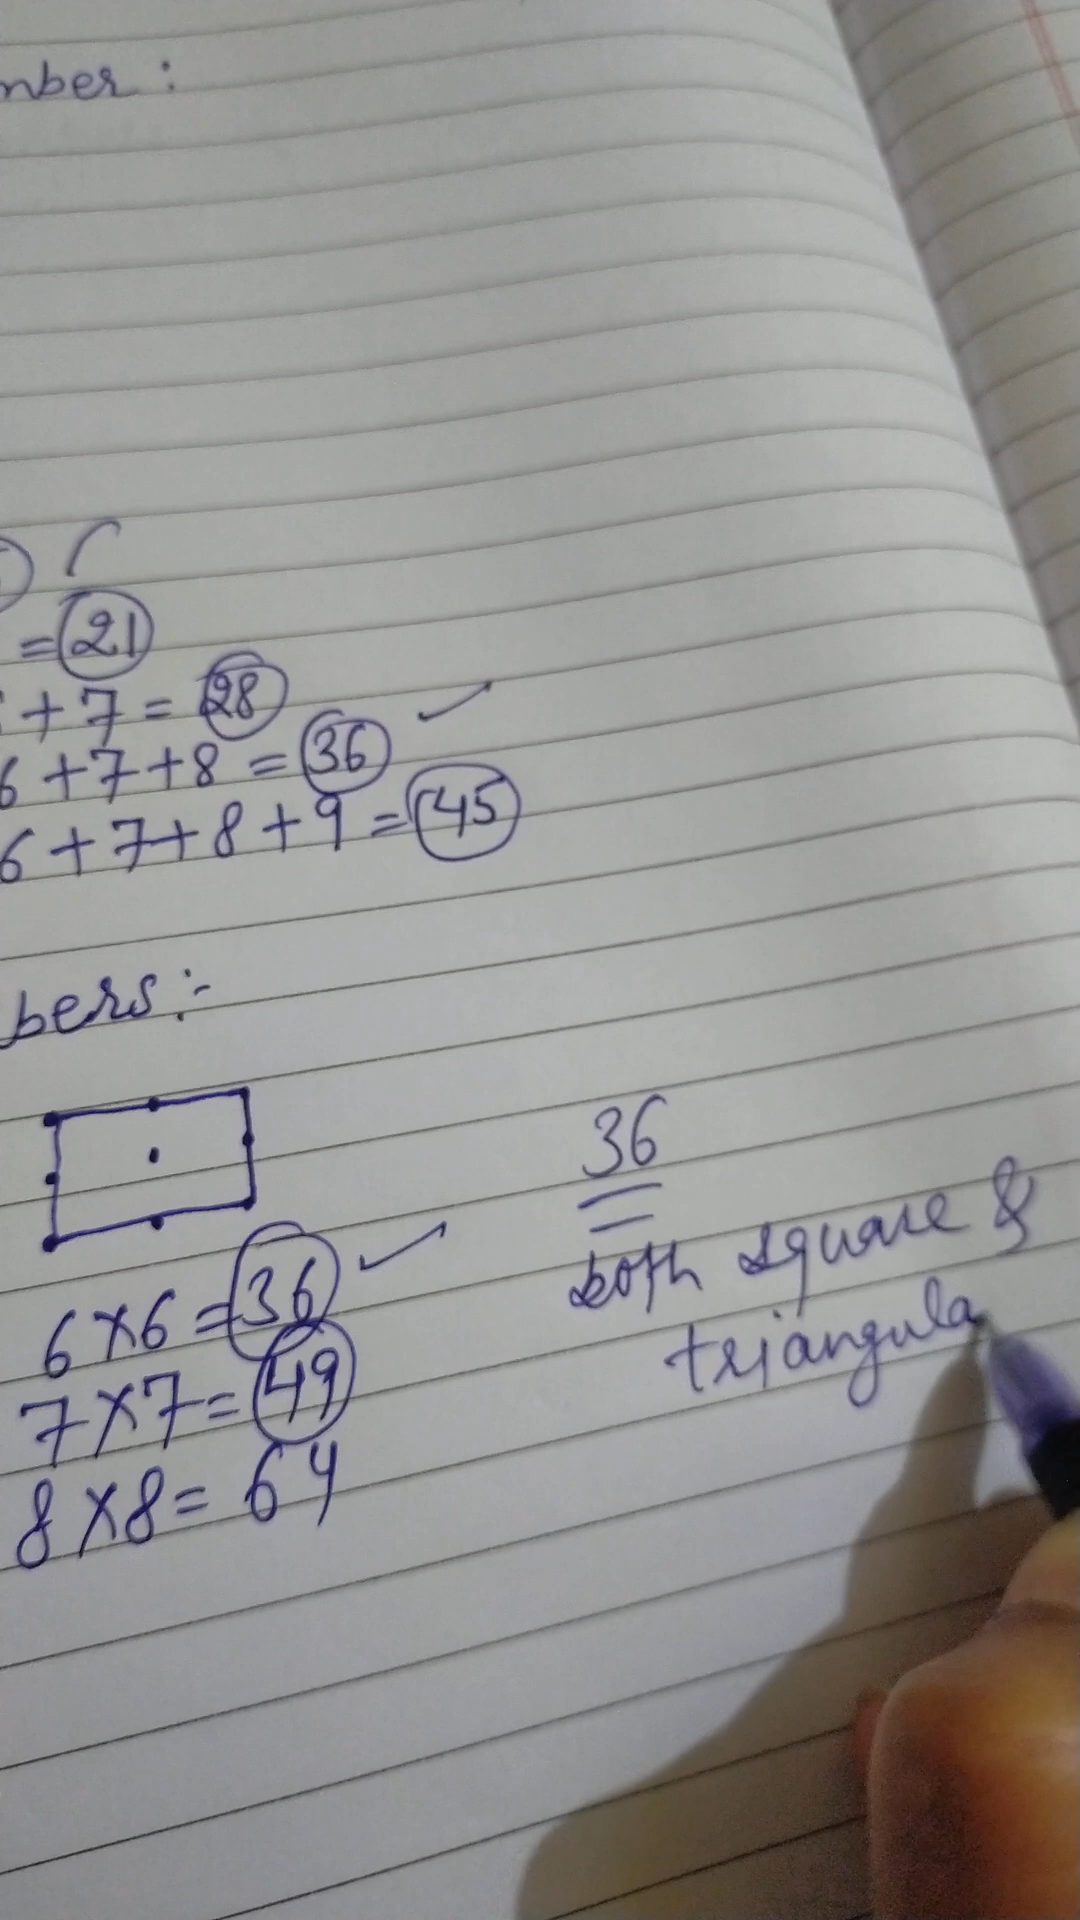 mber :
= 21
+ 7 = 28
6 + 7 + 8 = 36
6 + 7 + 8 + 9 = 45
bers :-
6 × 6 = 36
7 × 7 = 49
8 × 8 = 64
36
both square &
triangula